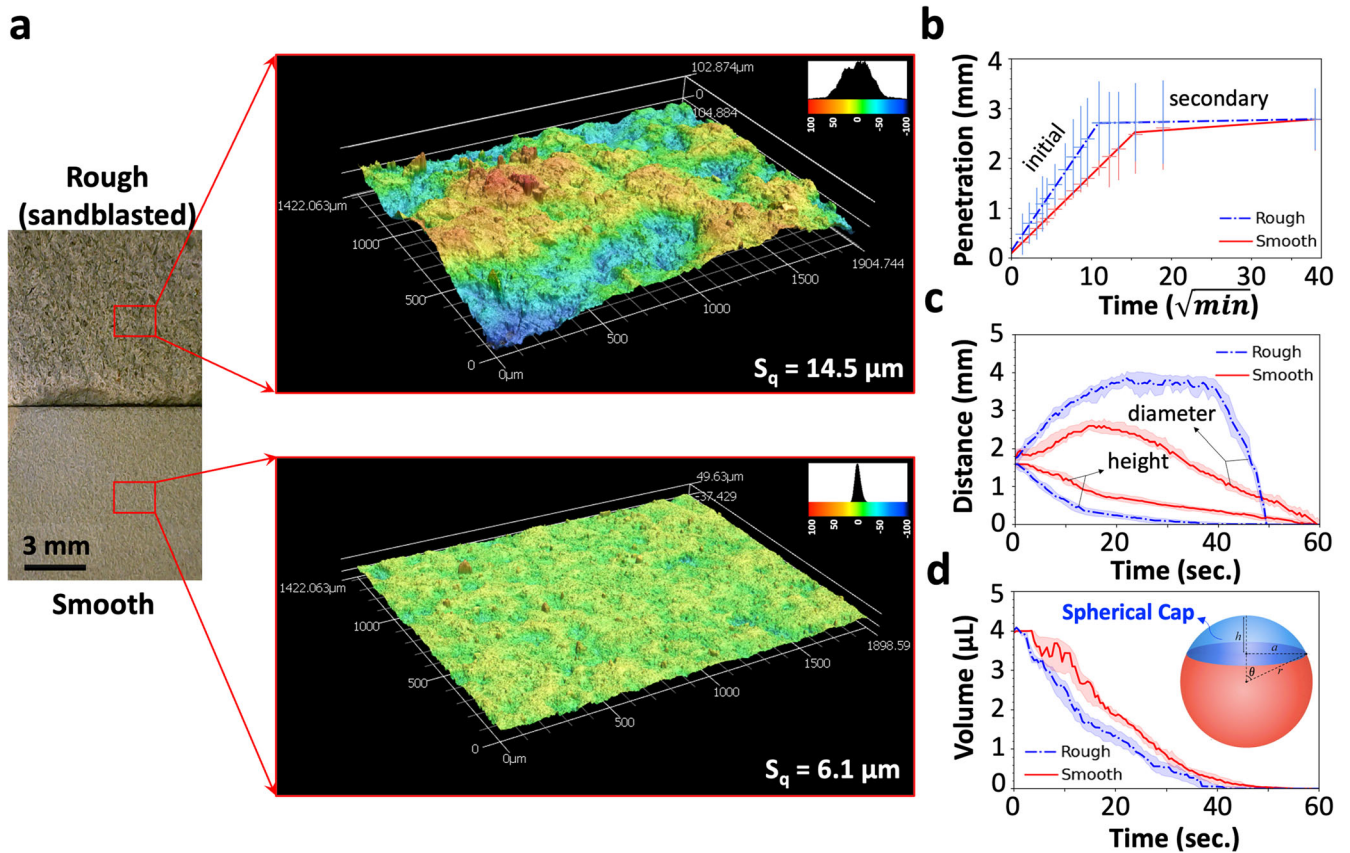 a
Rough
(sandblasted)
3 mm
Smooth
102.874μm
0
104.884
1422.063μm
1000
500
0
0μm
500
1000
1500
1904.744
100
50
0
-50
-100
S_q = 14.5 μm
49.63μm
-37.429
1422.063μm
1000
500
0
0μm
500
1000
1500
1898.59
100
50
0
-50
-100
S_q = 6.1 μm
b
Penetration (mm)
4
3
2
1
0
initial
secondary
Rough
Smooth
0 10 20 30 40
Time (√min)
c
Distance (mm)
5
4
3
2
1
0
Rough
Smooth
diameter
height
0 20 40 60
Time (sec.)
d
Volume (μL)
5
4
3
2
1
0
Spherical Cap
h
a
θ
r
Rough
Smooth
0 20 40 60
Time (sec.)